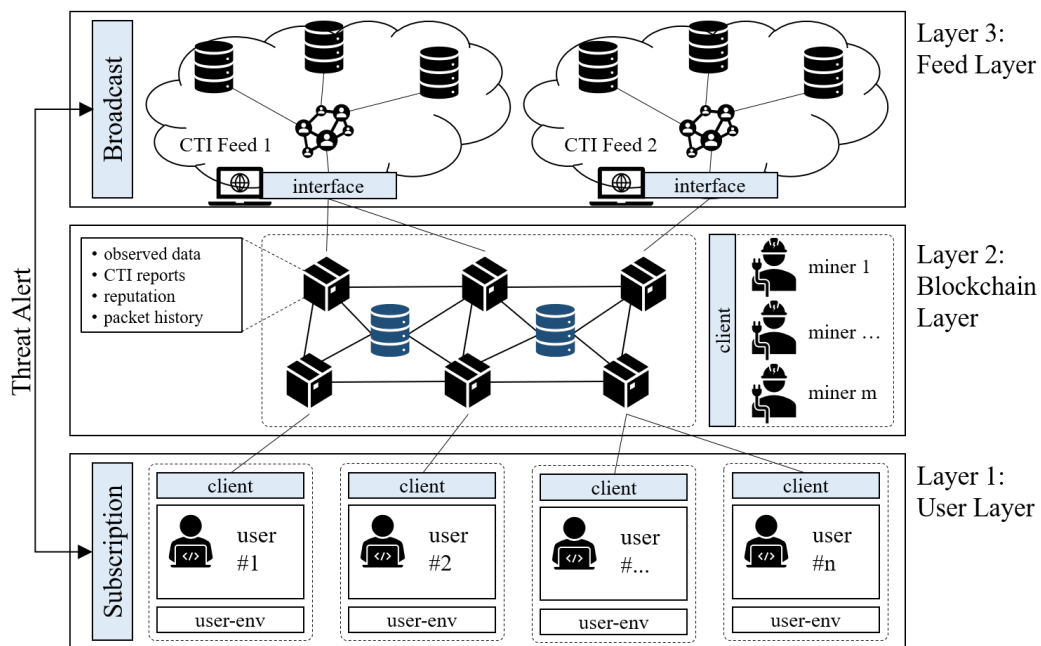 Broadcast
CTI Feed 1
interface
CTI Feed 2
interface
Layer 3:
Feed Layer
Threat Alert
• observed data
• CTI reports
• reputation
• packet history
client
miner 1
miner …
miner m
Layer 2:
Blockchain
Layer
Subscription
client
user
#1
user-env
client
user
#2
user-env
client
user
#...
user-env
client
user
#n
user-env
Layer 1:
User Layer